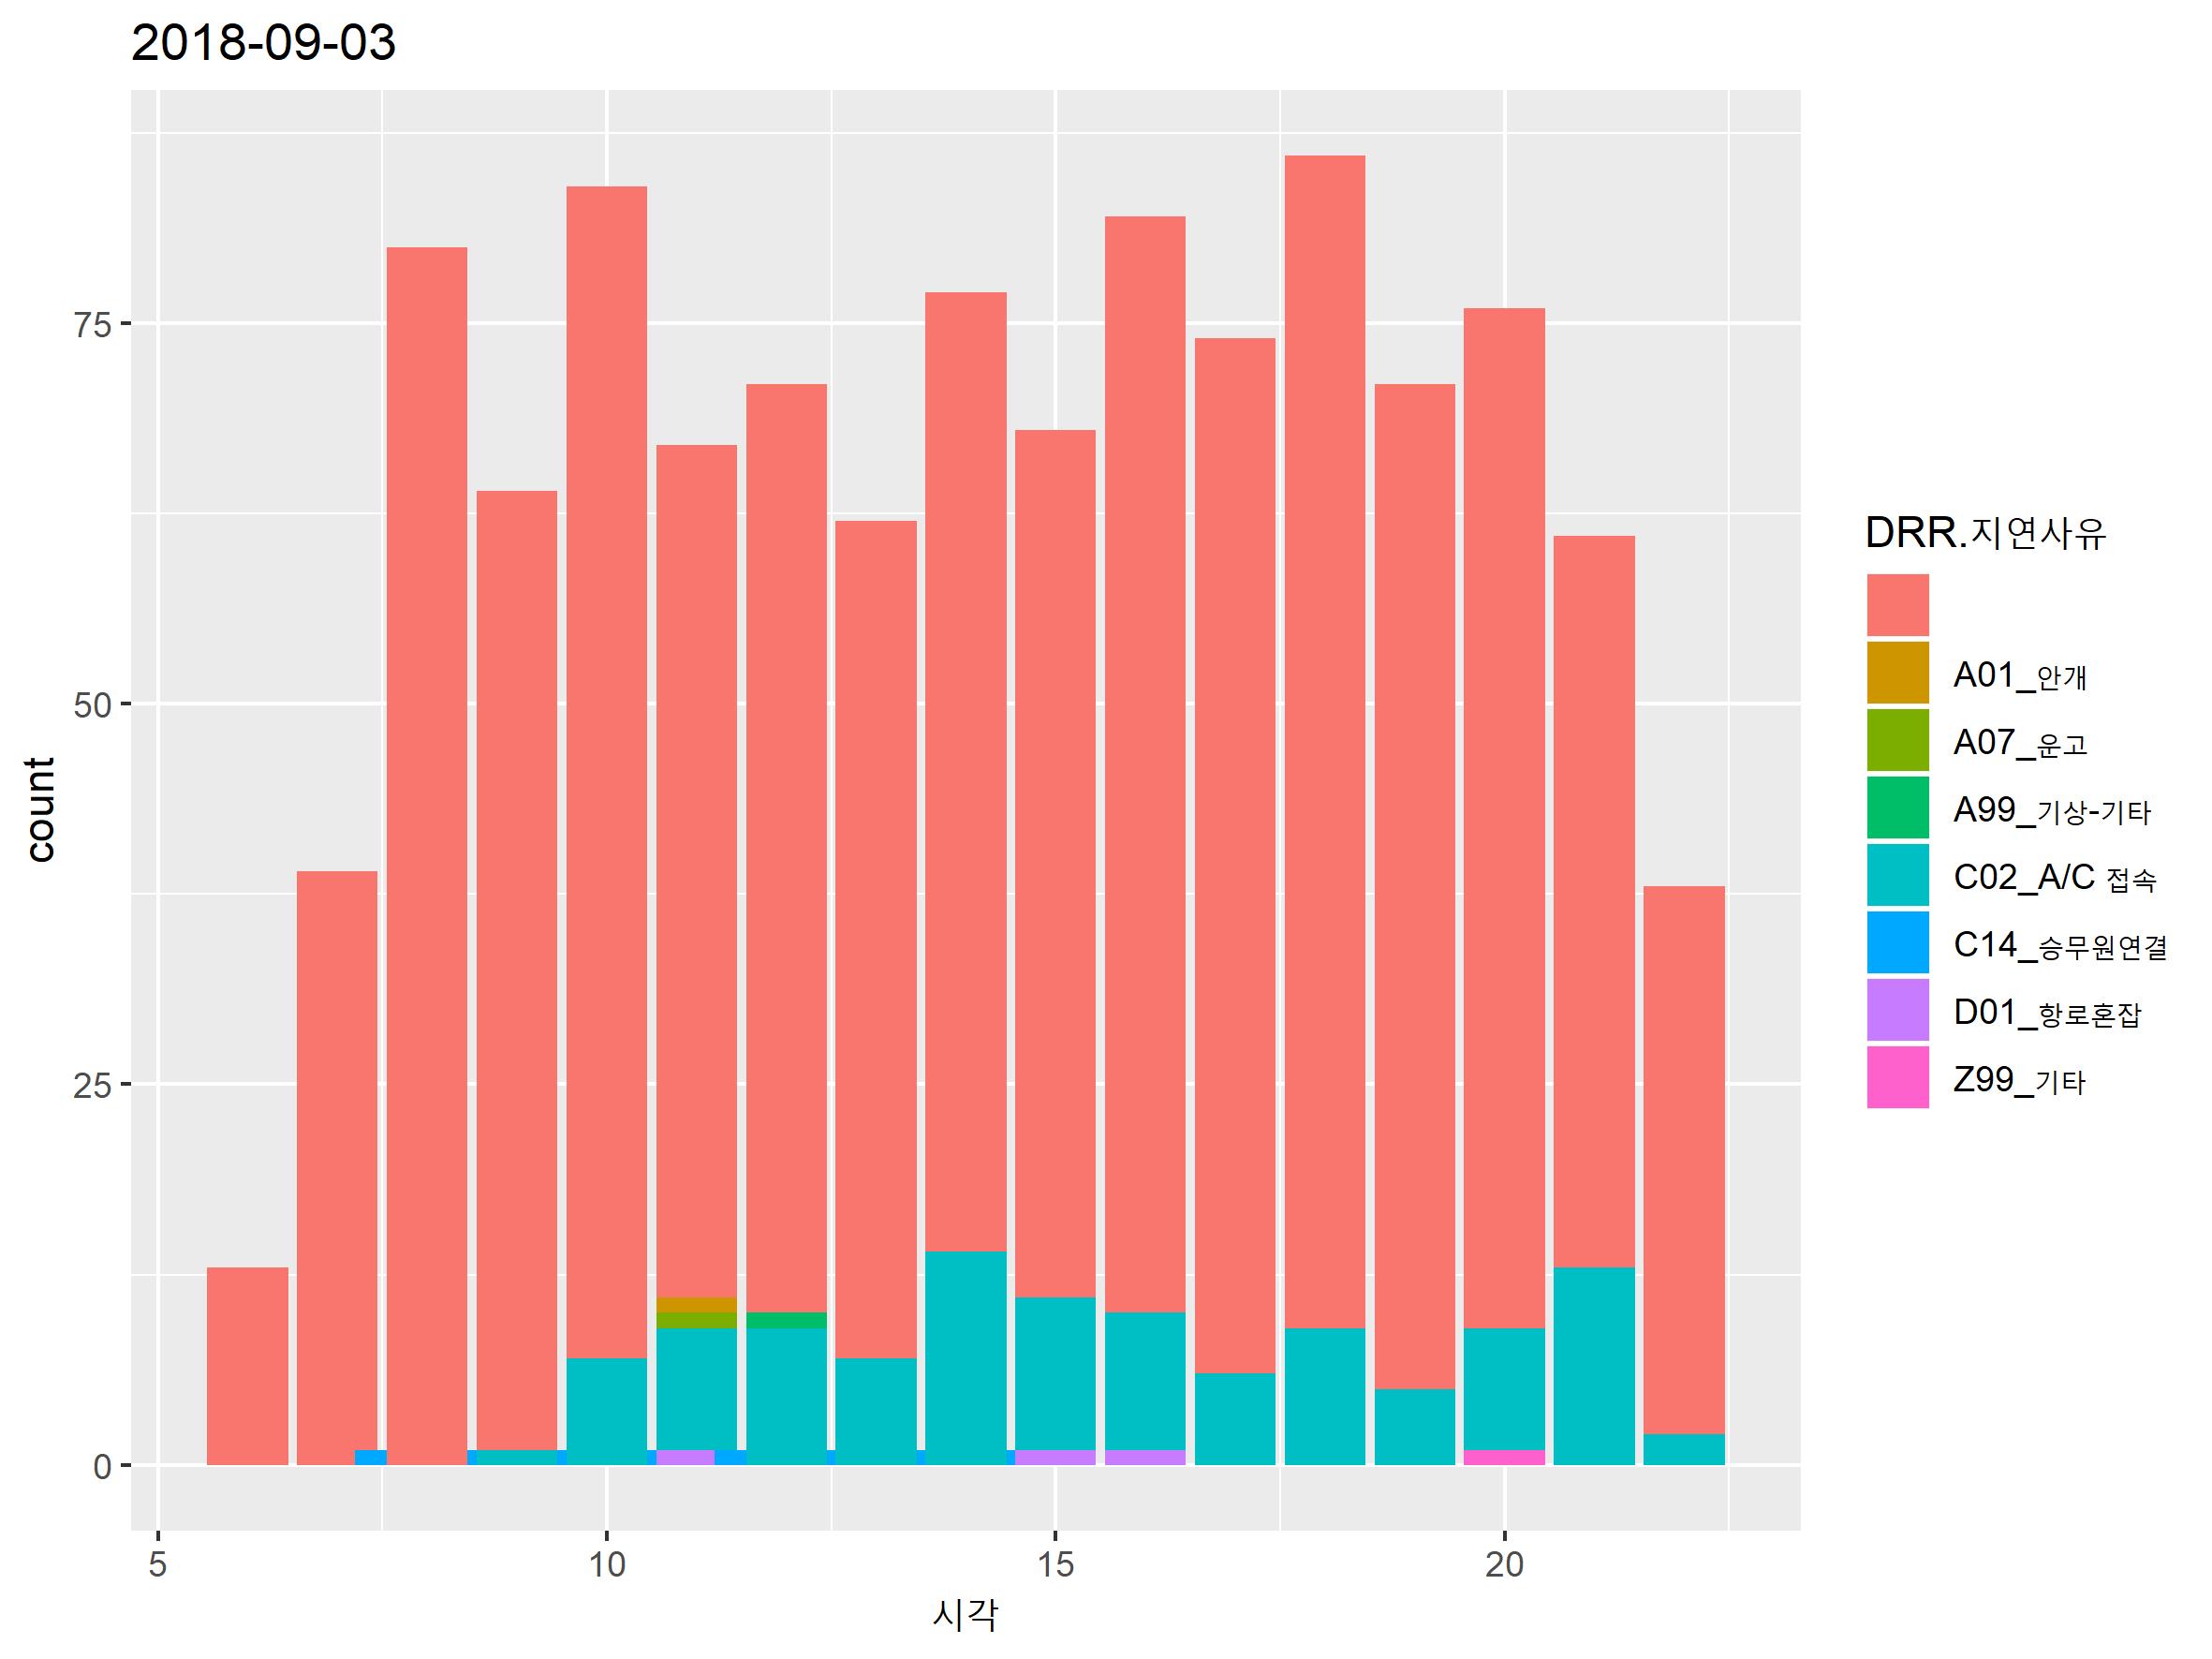 2018-09-03
count
75
50
25
0
5
10
15
20
시각
DRR.지연사유
A01_안개
A07_운고
A99_기상-기타
C02_A/C 접속
C14_승무원연결
D01_항로혼잡
Z99_기타